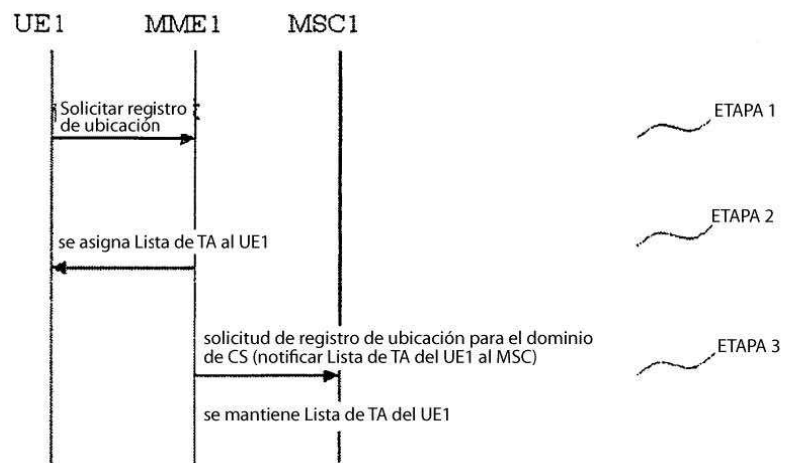 UE1 MME1 MSC1
Solicitar registro
de ubicación
ETAPA 1
ETAPA 2
se asigna Lista de TA al UE1
solicitud de registro de ubicación para el dominio
de CS (notificar Lista de TA del UE1 al MSC)
ETAPA 3
se mantiene Lista de TA del UE1